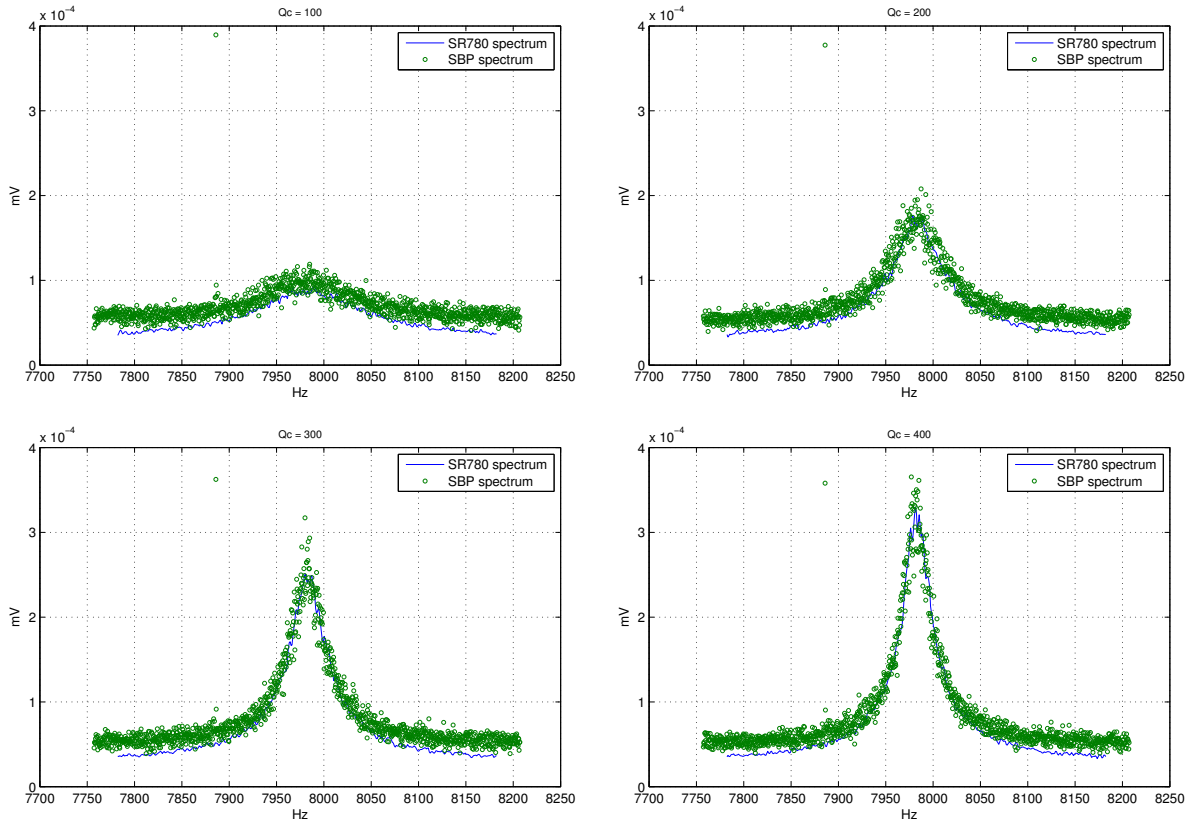 Qc = 100
x 10⁻⁴
4
3
2
1
0
mV
7700 7750 7800 7850 7900 7950 8000 8050 8100 8150 8200 8250
Hz
SR780 spectrum
SBP spectrum
Qc = 200
x 10⁻⁴
4
3
2
1
0
mV
7700 7750 7800 7850 7900 7950 8000 8050 8100 8150 8200 8250
Hz
SR780 spectrum
SBP spectrum
Qc = 300
x 10⁻⁴
4
3
2
1
0
mV
7700 7750 7800 7850 7900 7950 8000 8050 8100 8150 8200 8250
Hz
SR780 spectrum
SBP spectrum
Qc = 400
x 10⁻⁴
4
3
2
1
0
mV
7700 7750 7800 7850 7900 7950 8000 8050 8100 8150 8200 8250
Hz
SR780 spectrum
SBP spectrum